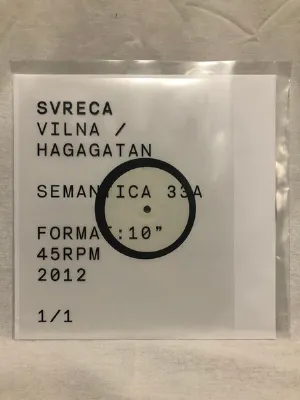 SVRECA
VILNA /
HAGAGATAN
SEMANTICA 33A
FORMAT:10”
45RPM
2012
1/1